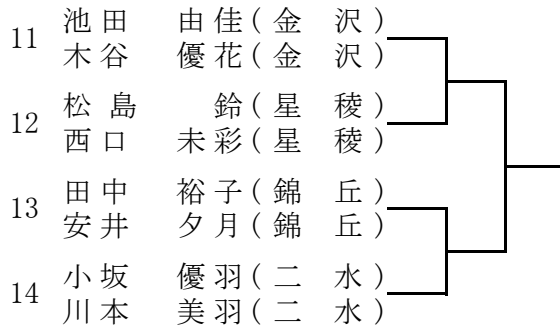 11 池田 由佳(金 沢)
木谷 優花(金 沢)
12 松島 鈴(星 稜)
西口 未彩(星 稜)
13 田中 裕子(錦 丘)
安井 夕月(錦 丘)
14 小坂 優羽(二 水)
川本 美羽(二 水)